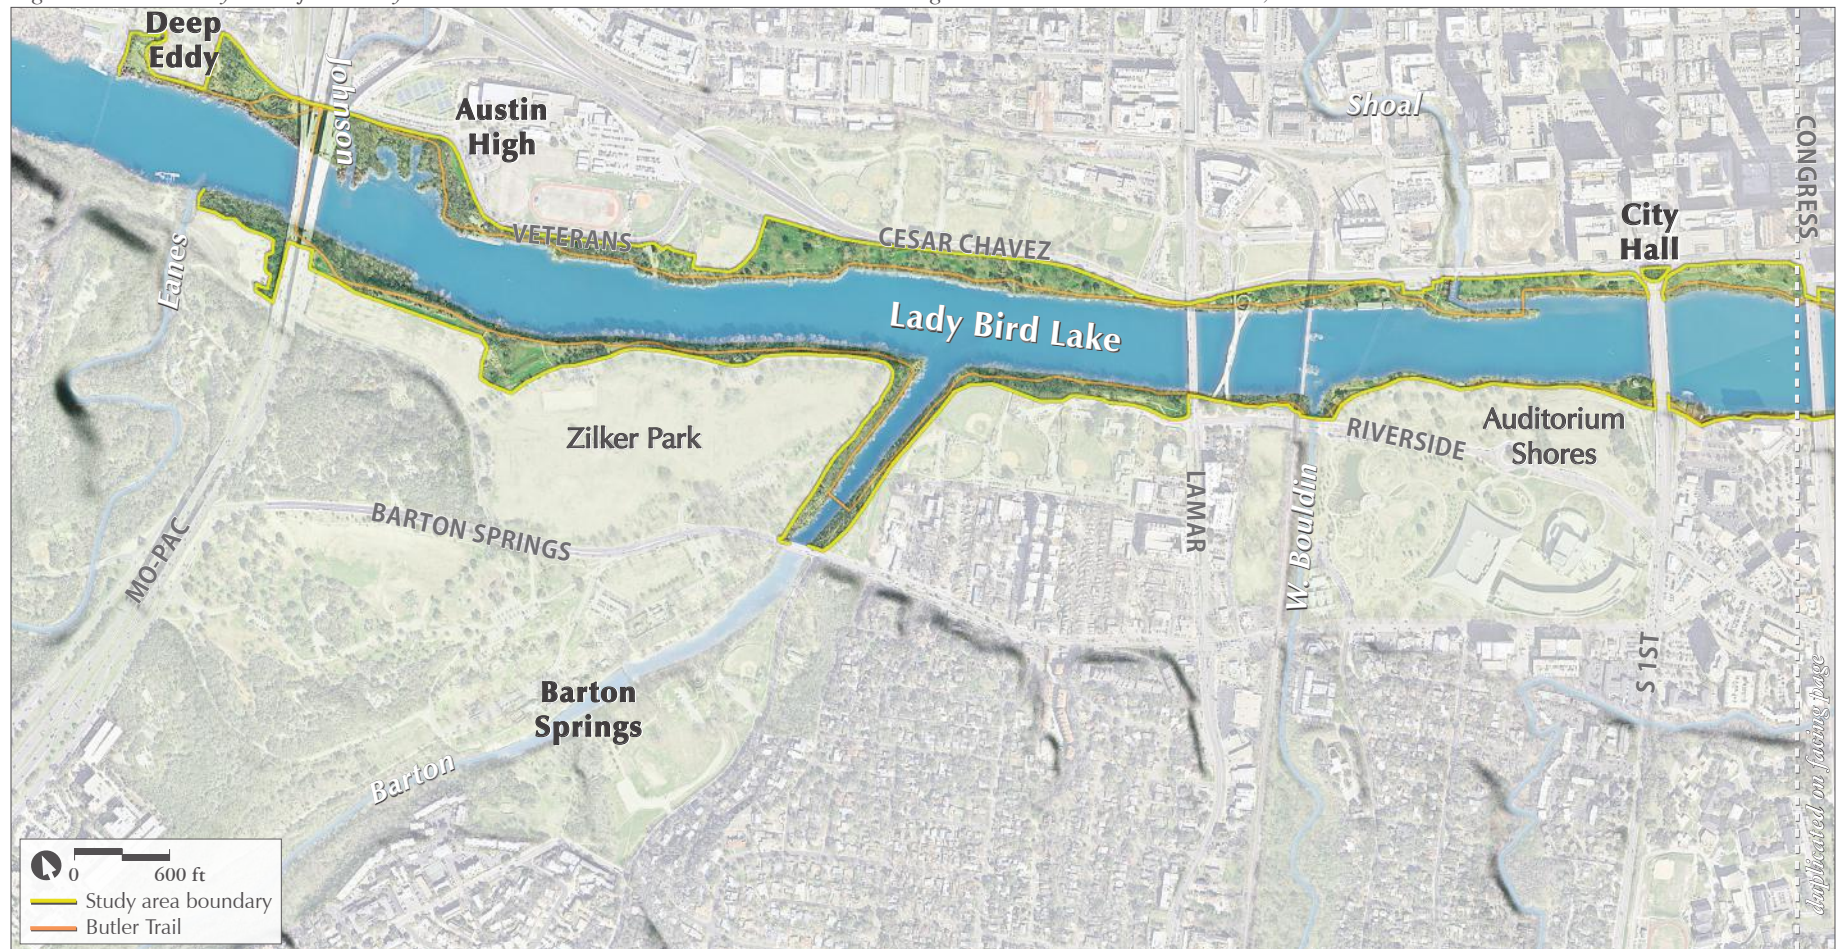 Deep
Eddy
Johnson
Austin
High
Shoal
CONGRESS
City
Hall
VETERANS
CESAR CHAVEZ
Eanes
Lady Bird Lake
Zilker Park
RIVERSIDE
Auditorium
Shores
BARTON SPRINGS
MO-PAC
LAMAR
W. Bouldin
S 1ST
Barton
Springs
Barton
duplicated on facing page
0 600 ft
Study area boundary
Butler Trail